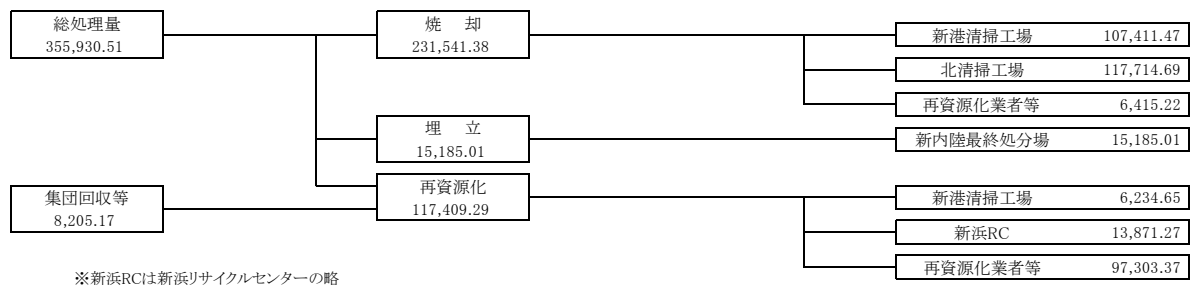 総処理量
355,930.51
焼　却
231,541.38
新港清掃工場 107,411.47
北清掃工場 117,714.69
再資源化業者等 6,415.22
埋　立
15,185.01
新内陸最終処分場 15,185.01
集団回収等
8,205.17
再資源化
117,409.29
新港清掃工場 6,234.65
新浜RC 13,871.27
再資源化業者等 97,303.37
※新浜RCは新浜リサイクルセンターの略